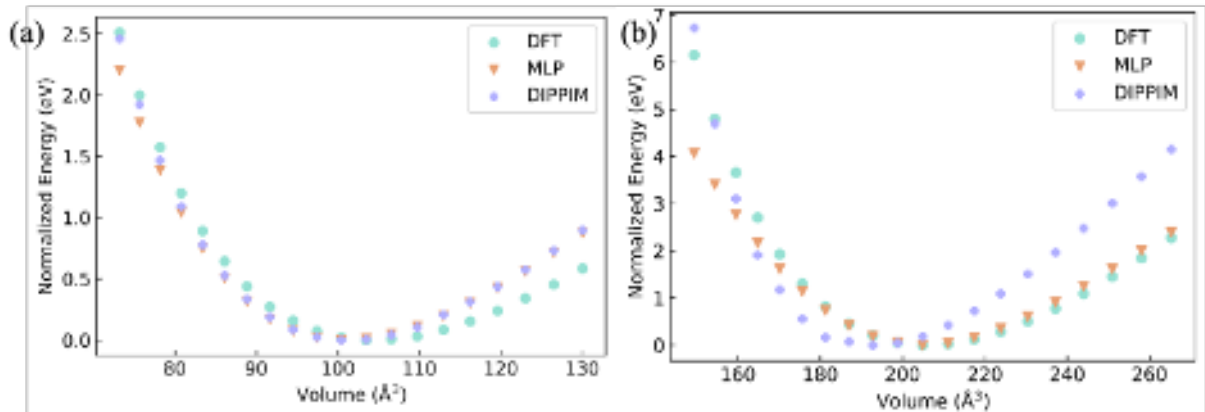 (a)
2.5
2.0
1.5
1.0
0.5
0.0
Normalized Energy (eV)
DFT
MLP
DIPPIM
80
90
100
110
120
130
Volume (Å³)
(b)
7
6
5
4
3
2
1
0
Normalized Energy (eV)
DFT
MLP
DIPPIM
160
180
200
220
240
260
Volume (Å³)